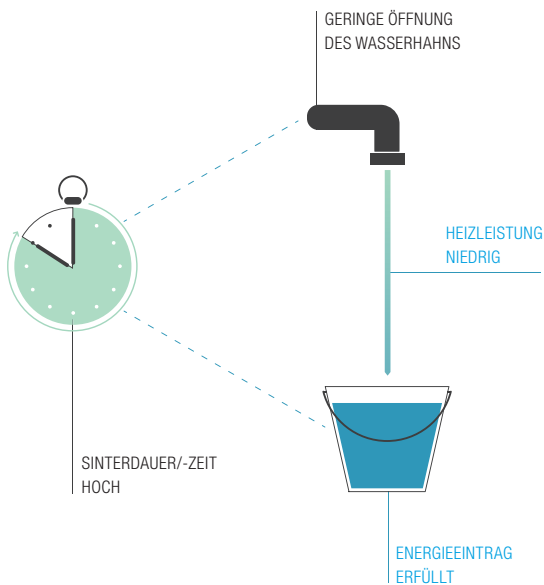 GERINGE ÖFFNUNG
DES WASSERHAHNS
HEIZLEISTUNG
NIEDRIG
SINTERDAUER/-ZEIT
HOCH
ENERGIEEINTRAG
ERFÜLLT